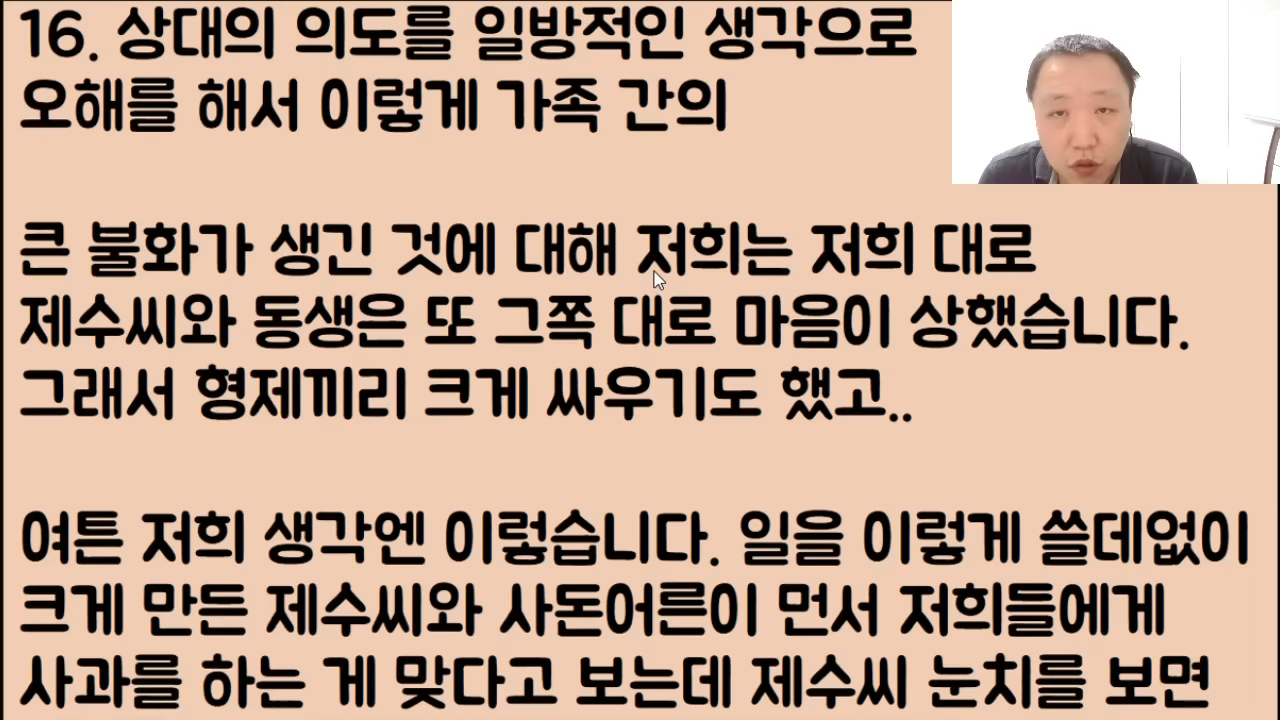 16. 상대의 의도를 일방적인 생각으로
오해를 해서 이렇게 가족 간의
큰 불화가 생긴 것에 대해 저희는 저희 대로
제수씨와 동생은 또 그쪽 대로 마음이 상했습니다.
그래서 형제끼리 크게 싸우기도 했고..
여튼 저희 생각엔 이렇습니다. 일을 이렇게 쓸데없이
크게 만든 제수씨와 사돈어른이 먼서 저희들에게
사과를 하는 게 맞다고 보는데 제수씨 눈치를 보면